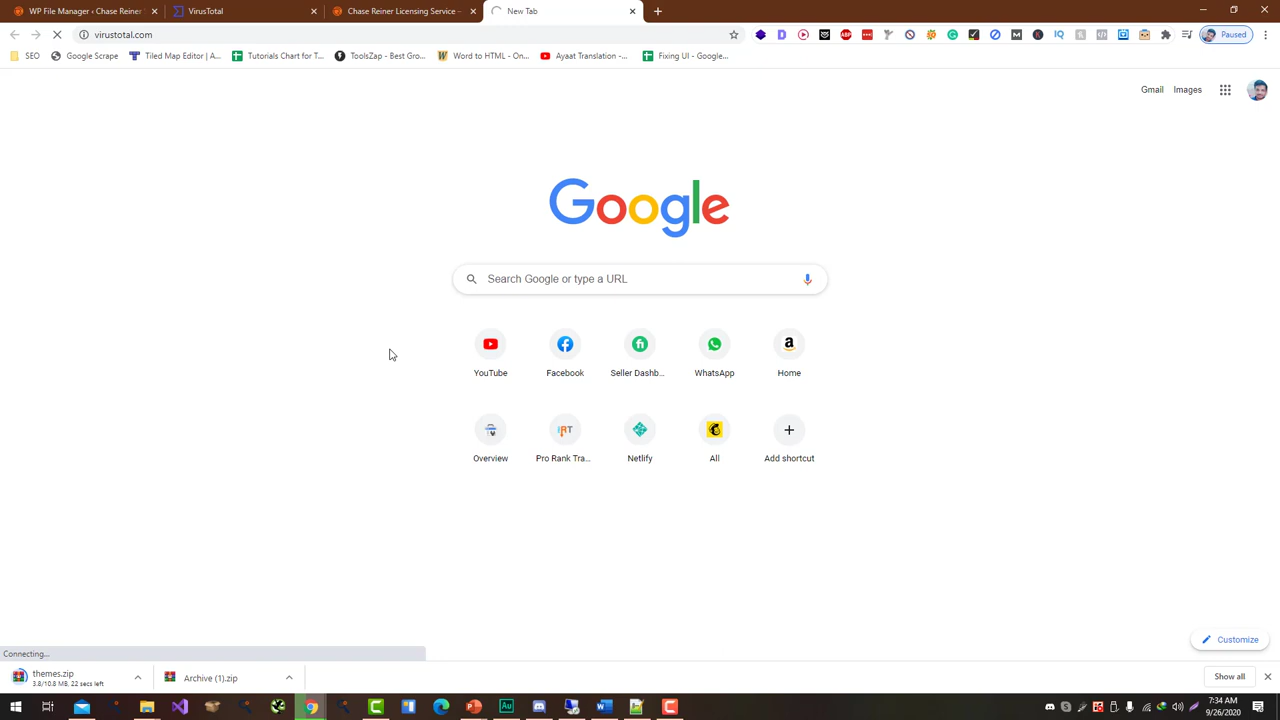 WP File Manager ‹ Chase Reiner
VirusTotal
Chase Reiner Licensing Service –
New Tab
virustotal.com
Paused
SEO
Google Scrape
Tiled Map Editor | A...
Tutorials Chart for T...
ToolsZap - Best Gro...
Word to HTML - On...
Ayaat Translation -...
Fixing UI - Google...
Gmail
Images
Google
Search Google or type a URL
YouTube
Facebook
Seller Dashb...
WhatsApp
Home
Overview
Pro Rank Tra...
Netlify
All
Add shortcut
Customize
Connecting...
themes.zip
3.8/10.8 MB, 22 secs left
Archive (1).zip
Show all
7:34 AM
9/26/2020